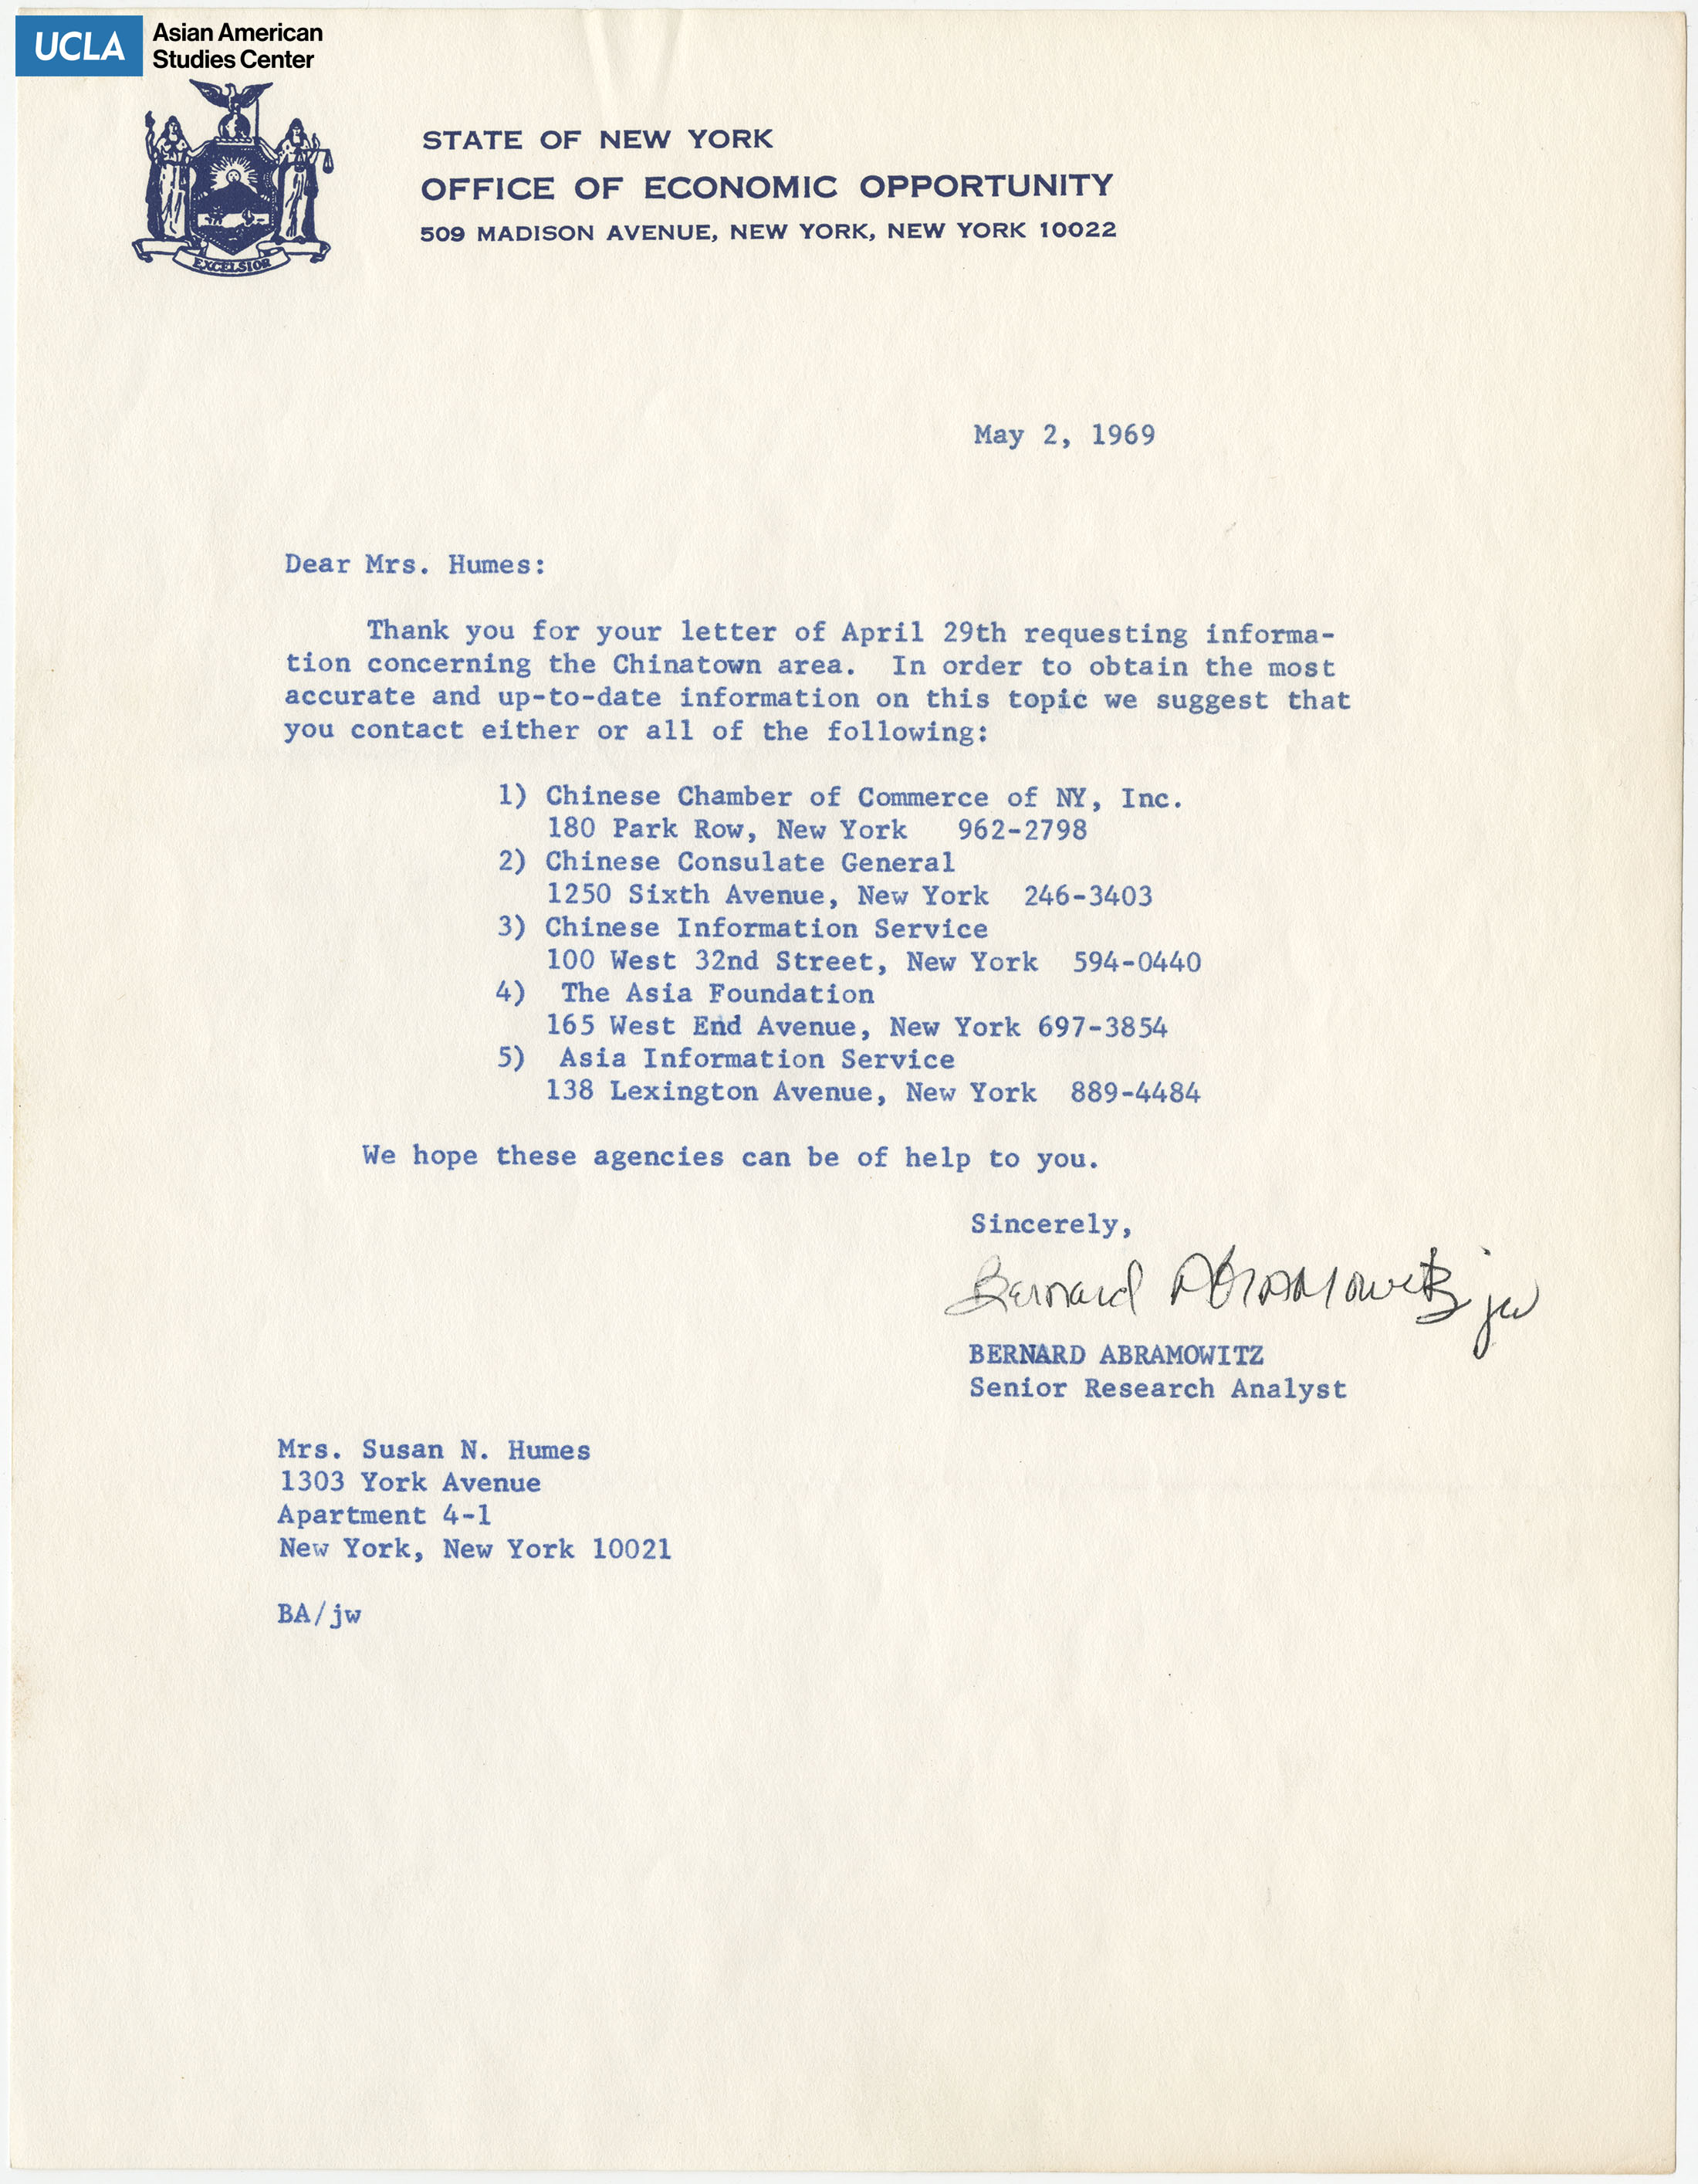 UCLA Asian American
Studies Center
EXCELSIOR
STATE OF NEW YORK
OFFICE OF ECONOMIC OPPORTUNITY
509 MADISON AVENUE, NEW YORK, NEW YORK 10022
May 2, 1969
Dear Mrs. Humes:
Thank you for your letter of April 29th requesting informa-
tion concerning the Chinatown area. In order to obtain the most
accurate and up-to-date information on this topic we suggest that
you contact either or all of the following:
1) Chinese Chamber of Commerce of NY, Inc.
180 Park Row, New York 962-2798
2) Chinese Consulate General
1250 Sixth Avenue, New York 246-3403
3) Chinese Information Service
100 West 32nd Street, New York 594-0440
4) The Asia Foundation
165 West End Avenue, New York 697-3854
5) Asia Information Service
138 Lexington Avenue, New York 889-4484
We hope these agencies can be of help to you.
Sincerely,
Bernard Abramowitz jw
BERNARD ABRAMOWITZ
Senior Research Analyst
Mrs. Susan N. Humes
1303 York Avenue
Apartment 4-1
New York, New York 10021
BA/jw